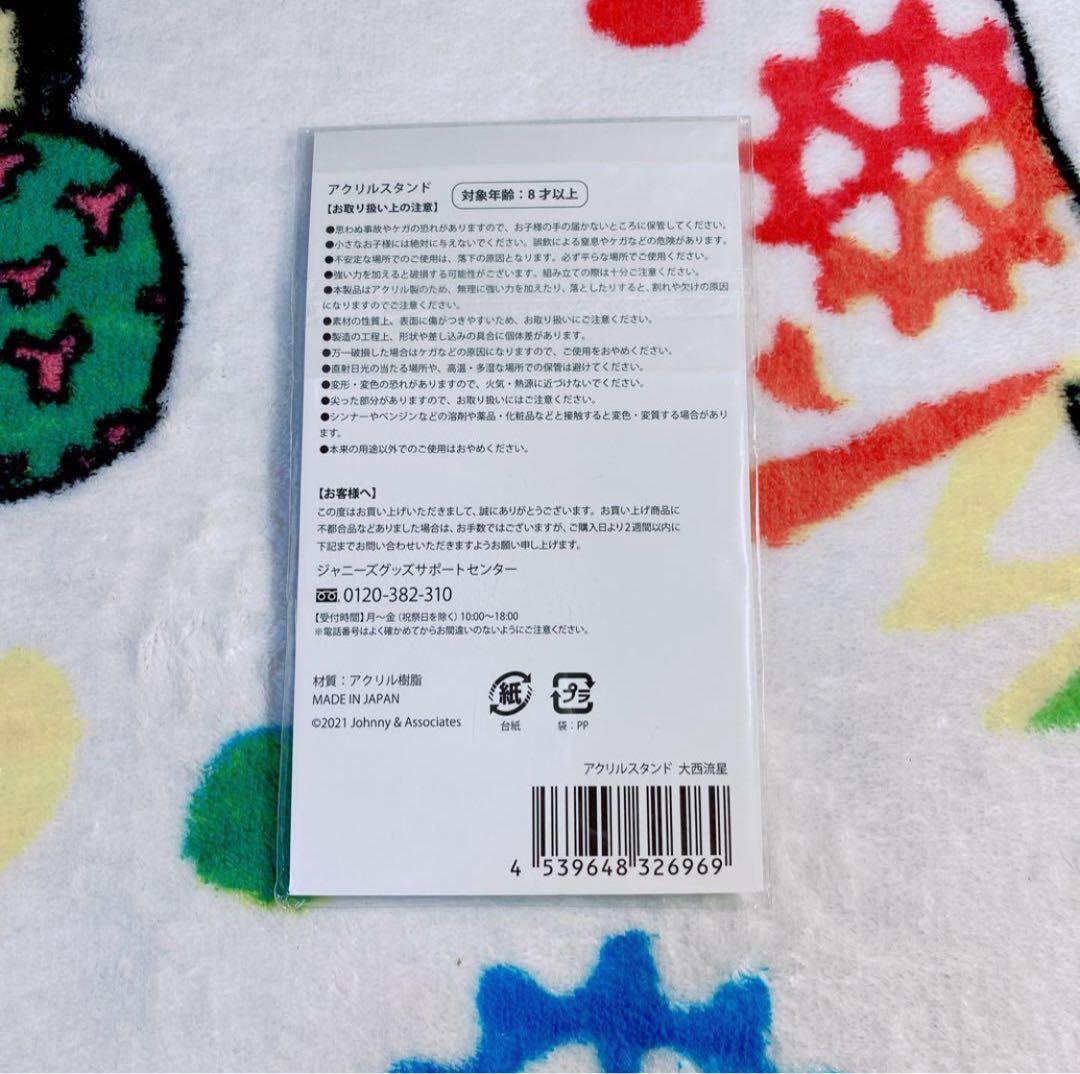 アクリルスタンド 対象年齢：8才以上
【お取り扱い上の注意】
●思わぬ事故やケガの恐れがありますので、お子様の手の届かないところに保管してください。
●小さなお子様には絶対に与えないでください。誤飲による窒息やケガなどの危険があります。
●不安定な場所でのご使用は、落下の原因となります。必ず平らな場所でご使用ください。
●強い力を加えると破損する可能性がございます。組み立ての際は十分ご注意ください。
●本製品はアクリル製のため、無理に強い力を加えたり、落としたりすると、割れや欠けの原因
になりますのでご注意ください。
●素材の性質上、表面に傷がつきやすいため、お取り扱いにご注意ください。
●製造の工程上、形状や差し込みの具合に個体差があります。
●万一破損した場合はケガなどの原因になりますので、ご使用をおやめください。
●直射日光の当たる場所や、高温・多湿な場所での保管は避けてください。
●変形・変色の恐れがありますので、火気・熱源に近づけないでください。
●尖った部分がありますので、お取り扱いにはご注意ください。
●シンナーやベンジンなどの溶剤や薬品・化粧品などと接触すると変色・変質する場合があり
ます。
●本来の用途以外でのご使用はおやめください。
【お客様へ】
この度はお買い上げいただきまして、誠にありがとうございます。お買い上げ商品に
不都合品などありました場合は、お手数ではございますが、ご購入日より2週間以内に
下記までお問い合わせいただきますようお願い申し上げます。
ジャニーズグッズサポートセンター
0120-382-310
【受付時間】月〜金（祝祭日を除く）10:00〜18:00
※電話番号はよく確かめてからお間違いのないようにご注意ください。
材質：アクリル樹脂
MADE IN JAPAN
©2021 Johnny & Associates
紙 プラ
台紙 袋：PP
アクリルスタンド 大西流星
4 539648 326969